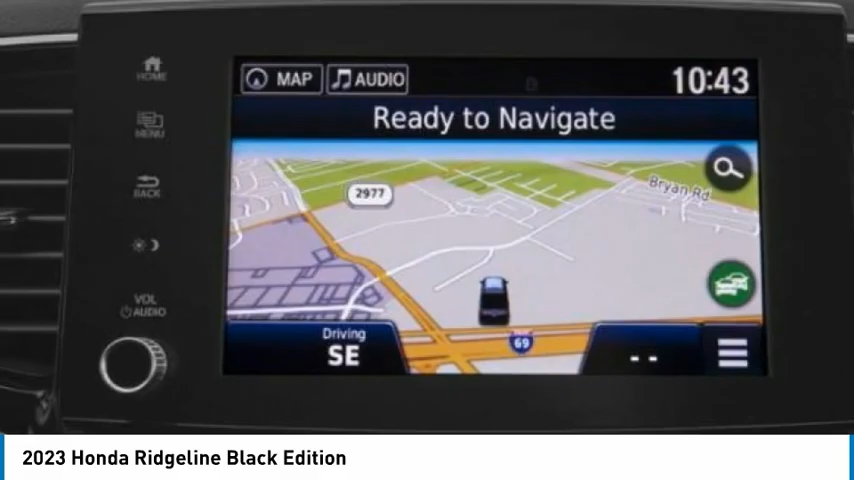 HOME
MAP
AUDIO
10:43
MENU
Ready to Navigate
2977
Bryan Rd
BACK
VOL
AUDIO
Driving
SE
69
--
2023 Honda Ridgeline Black Edition